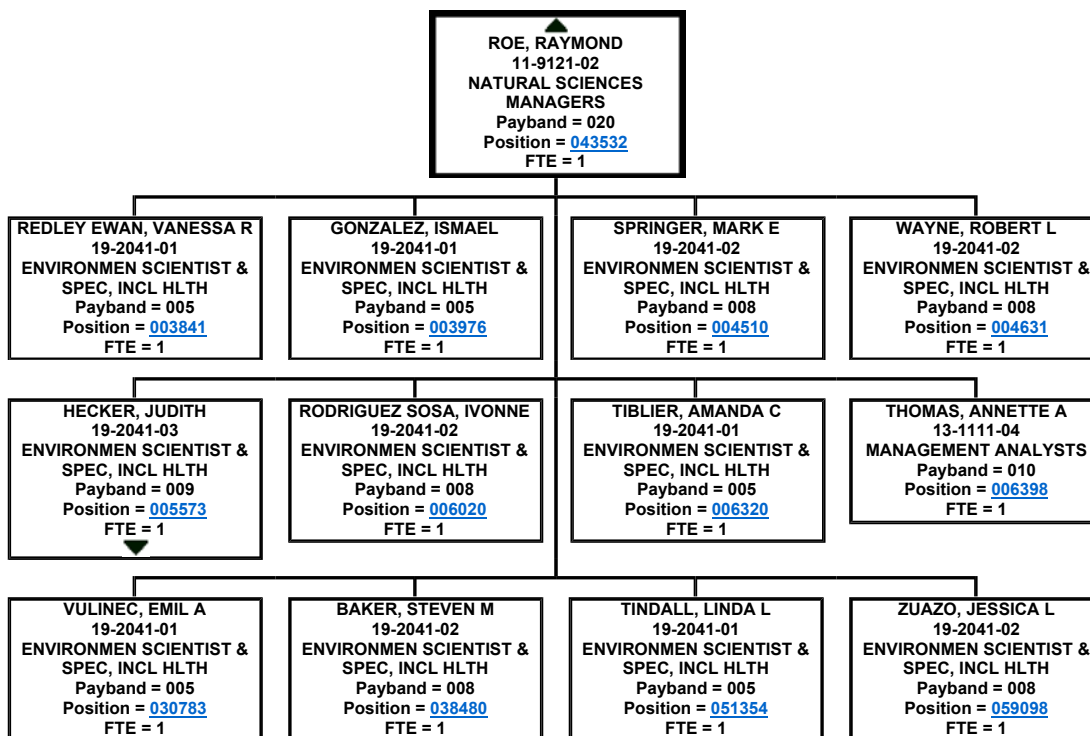 ROE, RAYMOND
11-9121-02
NATURAL SCIENCES
MANAGERS
Payband = 020
Position = 043532
FTE = 1
REDLEY EWAN, VANESSA R
19-2041-01
ENVIRONMEN SCIENTIST &
SPEC, INCL HLTH
Payband = 005
Position = 003841
FTE = 1
GONZALEZ, ISMAEL
19-2041-01
ENVIRONMEN SCIENTIST &
SPEC, INCL HLTH
Payband = 005
Position = 003976
FTE = 1
SPRINGER, MARK E
19-2041-02
ENVIRONMEN SCIENTIST &
SPEC, INCL HLTH
Payband = 008
Position = 004510
FTE = 1
WAYNE, ROBERT L
19-2041-02
ENVIRONMEN SCIENTIST &
SPEC, INCL HLTH
Payband = 008
Position = 004631
FTE = 1
HECKER, JUDITH
19-2041-03
ENVIRONMEN SCIENTIST &
SPEC, INCL HLTH
Payband = 009
Position = 005573
FTE = 1
RODRIGUEZ SOSA, IVONNE
19-2041-02
ENVIRONMEN SCIENTIST &
SPEC, INCL HLTH
Payband = 008
Position = 006020
FTE = 1
TIBLIER, AMANDA C
19-2041-01
ENVIRONMEN SCIENTIST &
SPEC, INCL HLTH
Payband = 005
Position = 006320
FTE = 1
THOMAS, ANNETTE A
13-1111-04
MANAGEMENT ANALYSTS
Payband = 010
Position = 006398
FTE = 1
VULINEC, EMIL A
19-2041-01
ENVIRONMEN SCIENTIST &
SPEC, INCL HLTH
Payband = 005
Position = 030783
FTE = 1
BAKER, STEVEN M
19-2041-02
ENVIRONMEN SCIENTIST &
SPEC, INCL HLTH
Payband = 008
Position = 038480
FTE = 1
TINDALL, LINDA L
19-2041-01
ENVIRONMEN SCIENTIST &
SPEC, INCL HLTH
Payband = 005
Position = 051354
FTE = 1
ZUAZO, JESSICA L
19-2041-02
ENVIRONMEN SCIENTIST &
SPEC, INCL HLTH
Payband = 008
Position = 059098
FTE = 1